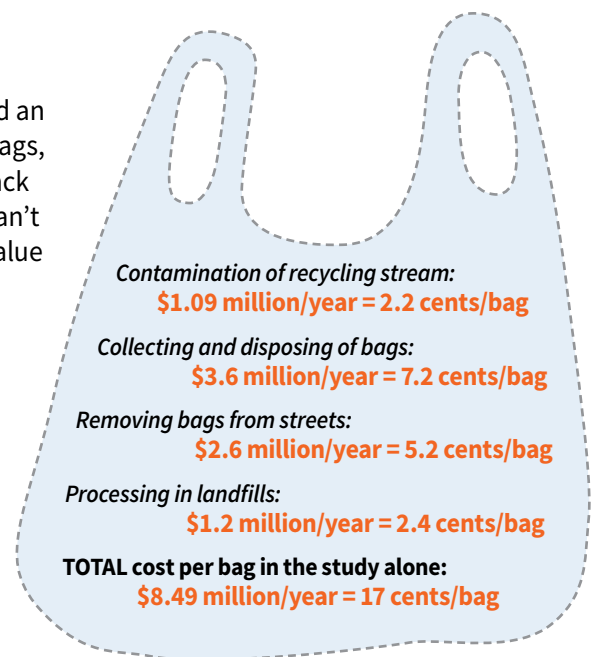 d an
ags,
ck
an't
alue
Contamination of recycling stream:
$1.09 million/year = 2.2 cents/bag
Collecting and disposing of bags:
$3.6 million/year = 7.2 cents/bag
Removing bags from streets:
$2.6 million/year = 5.2 cents/bag
Processing in landfills:
$1.2 million/year = 2.4 cents/bag
TOTAL cost per bag in the study alone:
$8.49 million/year = 17 cents/bag